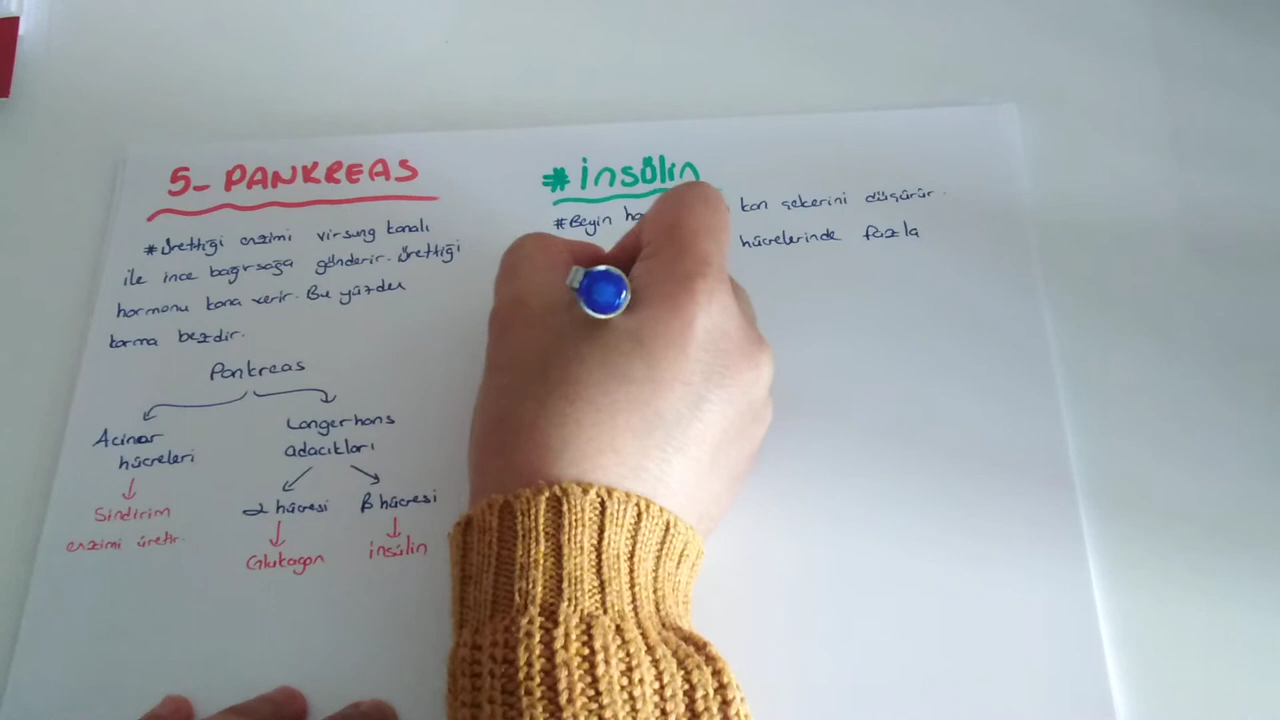 5- PANKREAS
#Ürettiği enzimi virsung kanalı
ile ince bağırsağa gönderir. Ürettiği
hormonu kana verir. Bu yüzden
karma bezdir.
Pankreas
Acinar
hücreleri
Sindirim
enzimi üretir.
Langerhans
adacıkları
α hücresi
β hücresi
Glukagon
insülin
#insülin
#Beyin kan şekerini düşürür.
hücrelerinde fazla